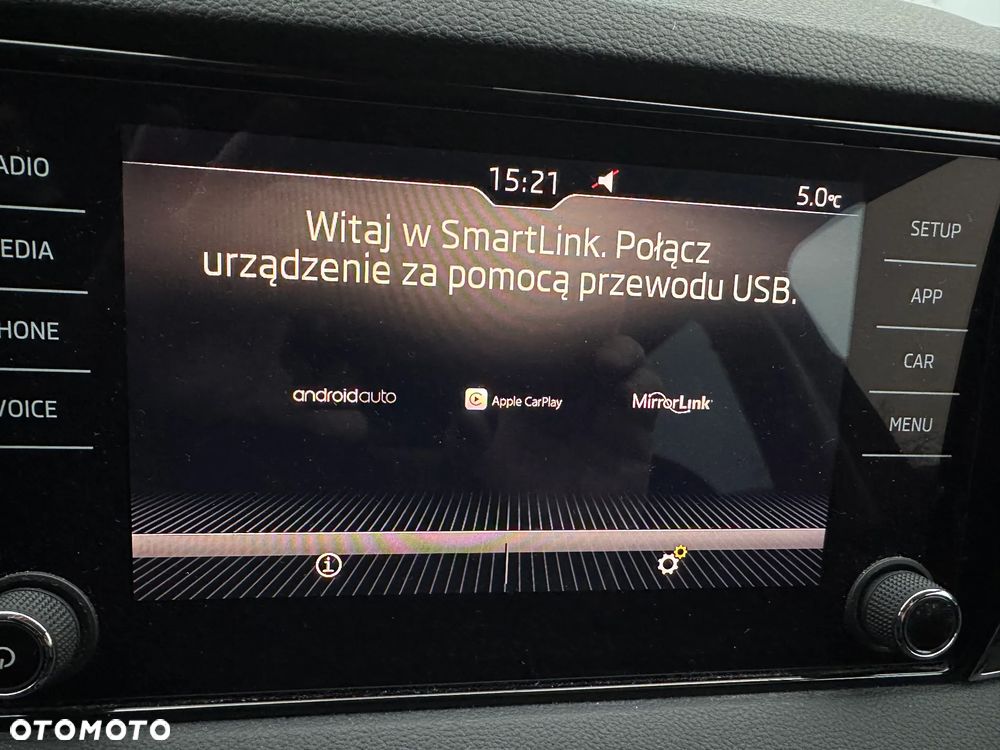 15:21
5.0°C
Witaj w SmartLink. Połącz
urządzenie za pomocą przewodu USB.
androidauto
Apple CarPlay
MirrorLink
ADIO
EDIA
HONE
VOICE
SETUP
APP
CAR
MENU
OTOMOTO